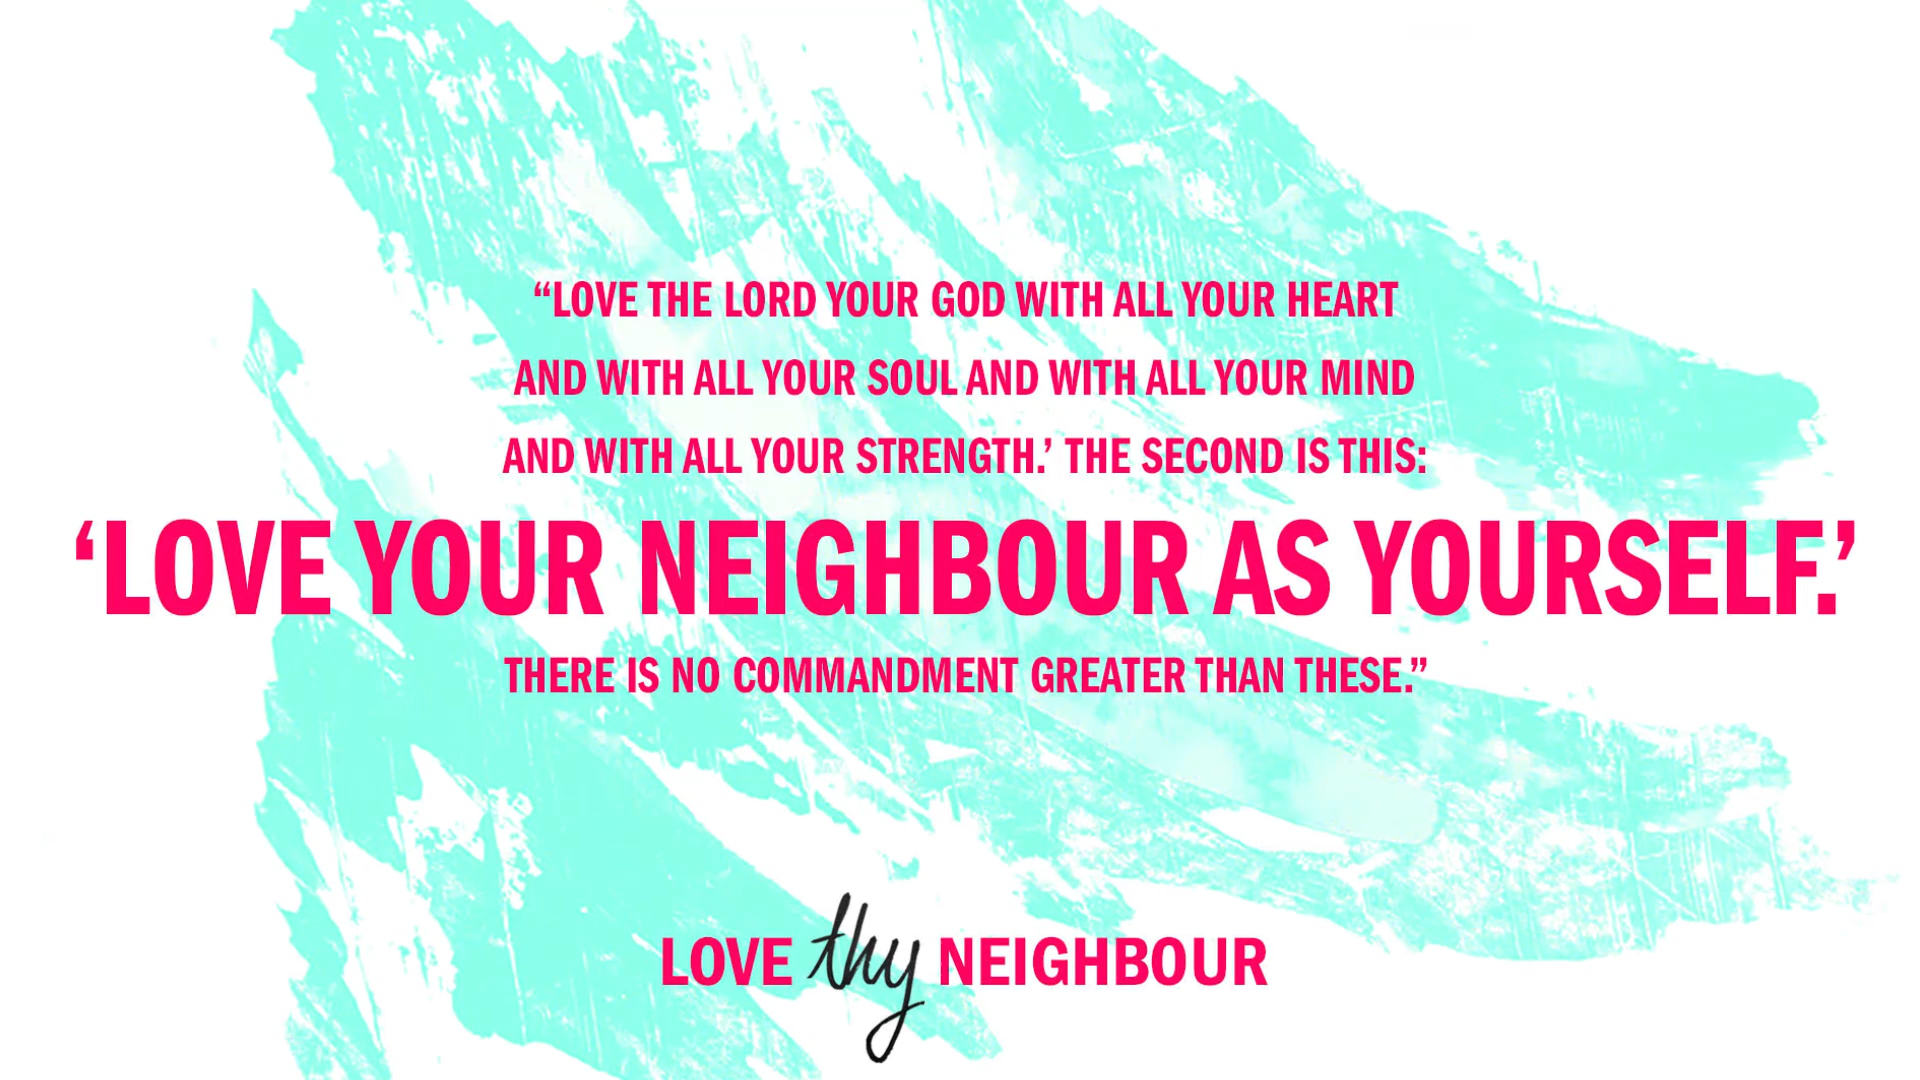 “LOVE THE LORD YOUR GOD WITH ALL YOUR HEART
AND WITH ALL YOUR SOUL AND WITH ALL YOUR MIND
AND WITH ALL YOUR STRENGTH.’ THE SECOND IS THIS:
‘LOVE YOUR NEIGHBOUR AS YOURSELF.’
THERE IS NO COMMANDMENT GREATER THAN THESE.”
LOVE thy NEIGHBOUR